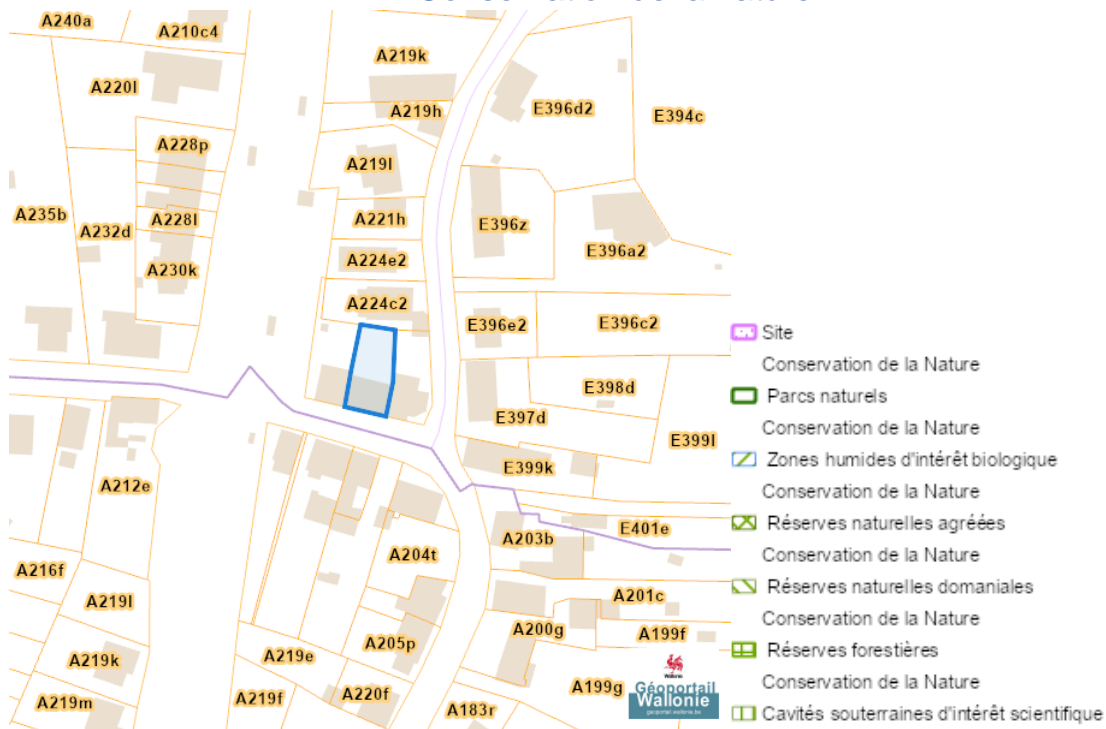 A240a
A210c4
A219k
A220l
A219h
E396d2
E394c
A228p
A219l
A235b
A232d
A228l
A221h
E396z
E396a2
A230k
A224e2
A224c2
E396e2
E396c2
Site
Conservation de la Nature
E398d
Parcs naturels
E397d
Conservation de la Nature
E399l
Zones humides d'intérêt biologique
E399k
A212e
Conservation de la Nature
Réserves naturelles agréées
E401e
A203b
A204t
Conservation de la Nature
A216f
Réserves naturelles domaniales
A219l
A201c
Conservation de la Nature
A200g
A199f
A205p
A219e
A219k
Réserves forestières
Wallonie
Conservation de la Nature
A199g
Géoportail
Wallonie
geoportail.wallonie.be
A219m
A219f
A220f
A183r
Cavités souterraines d'intérêt scientifique